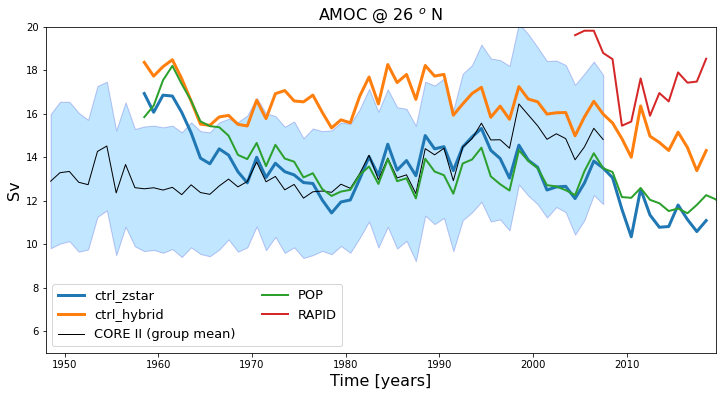 AMOC @ 26 ° N
Sv
20
18
16
14
12
10
8
6
ctrl_zstar
ctrl_hybrid
CORE II (group mean)
POP
RAPID
1950 1960 1970 1980 1990 2000 2010
Time [years]